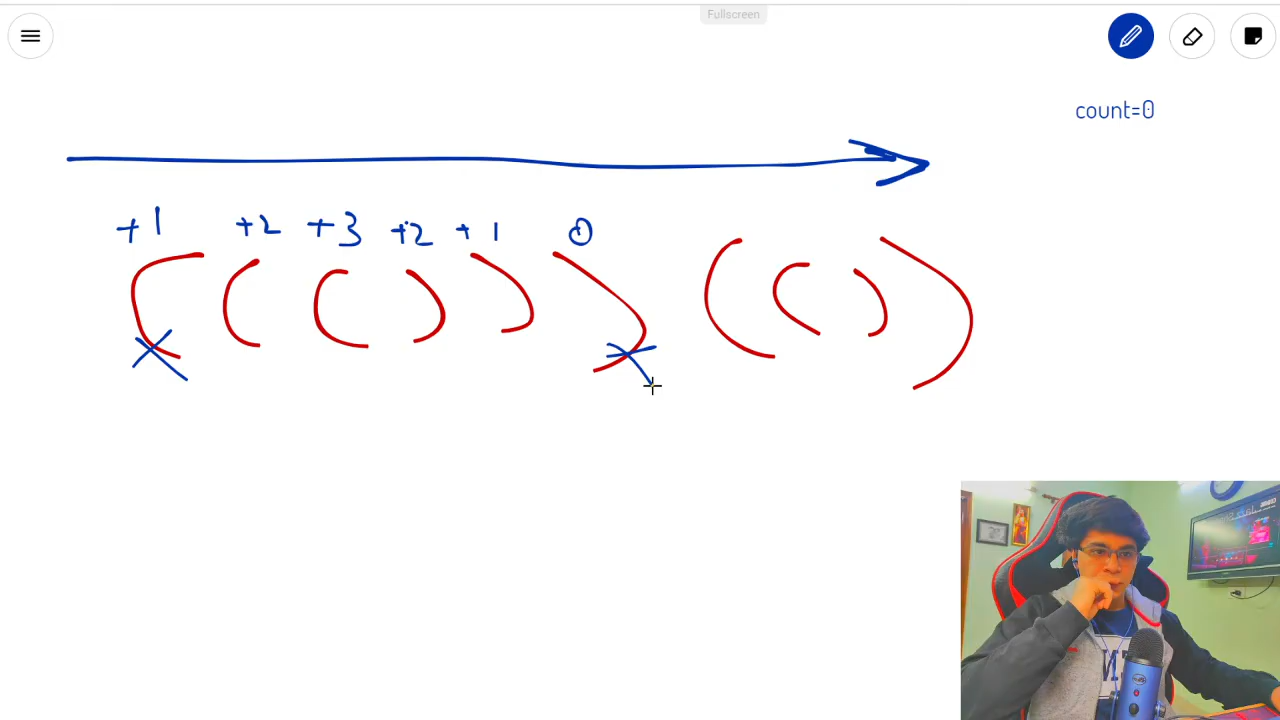 Fullscreen
count=0
+1 +2 +3 +2 +1 0
( ( ( ) ) ) ( ( ) )